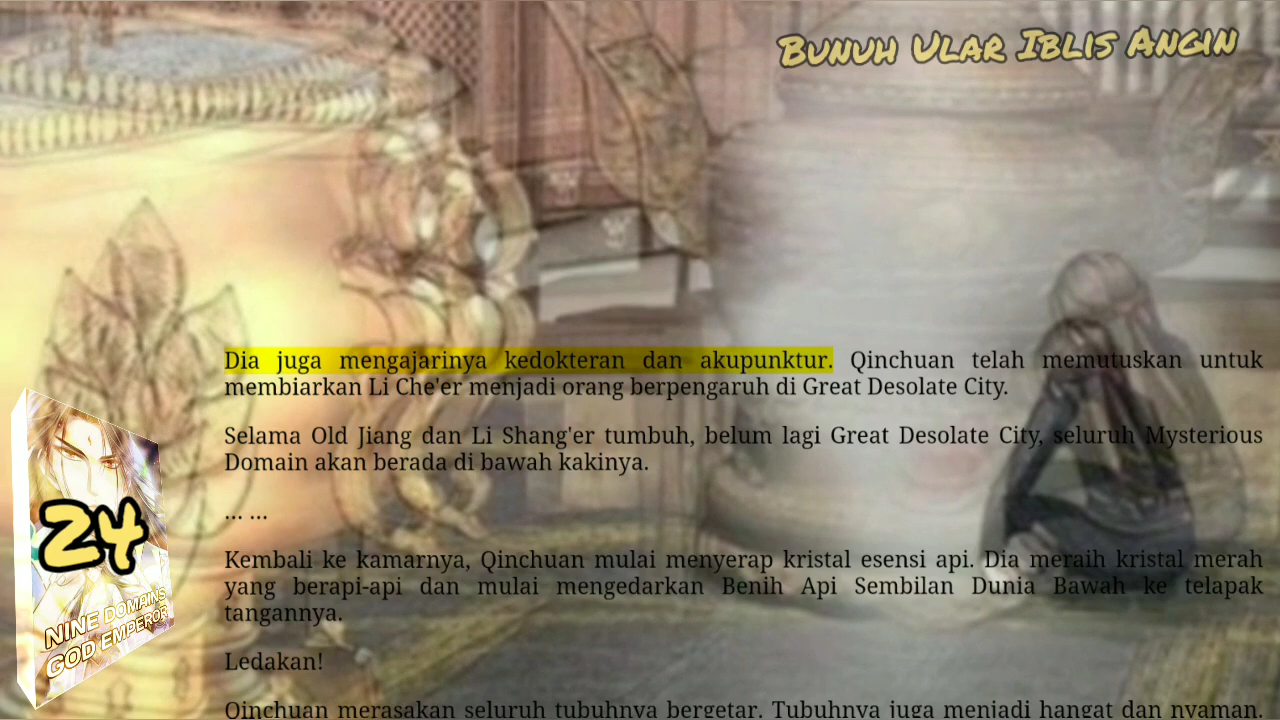 Bunuh Ular Iblis Angin
Dia juga mengajarinya kedokteran dan akupunktur. Qinchuan telah memutuskan untuk
membiarkan Li Che'er menjadi orang berpengaruh di Great Desolate City.
Selama Old Jiang dan Li Shang'er tumbuh, belum lagi Great Desolate City, seluruh Mysterious
Domain akan berada di bawah kakinya.
... ...
Kembali ke kamarnya, Qinchuan mulai menyerap kristal esensi api. Dia meraih kristal merah
yang berapi-api dan mulai mengedarkan Benih Api Sembilan Dunia Bawah ke telapak
tangannya.
Ledakan!
Qinchuan merasakan seluruh tubuhnya bergetar. Tubuhnya juga menjadi hangat dan nyaman.
24
NINE DOMAINS
GOD EMPEROR